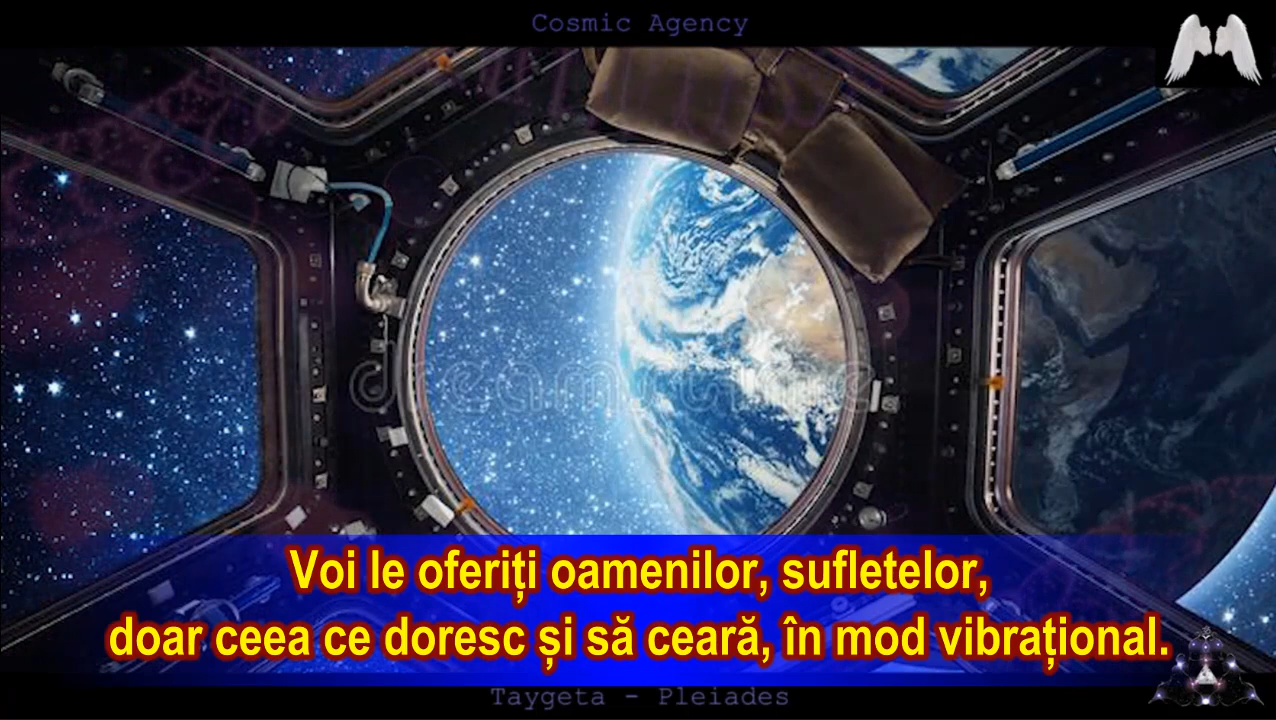 Cosmic Agency
dreamstime
Voi le oferiți oamenilor, sufletelor,
doar ceea ce doresc și să ceară, în mod vibrațional.
Taygeta - Pleiades